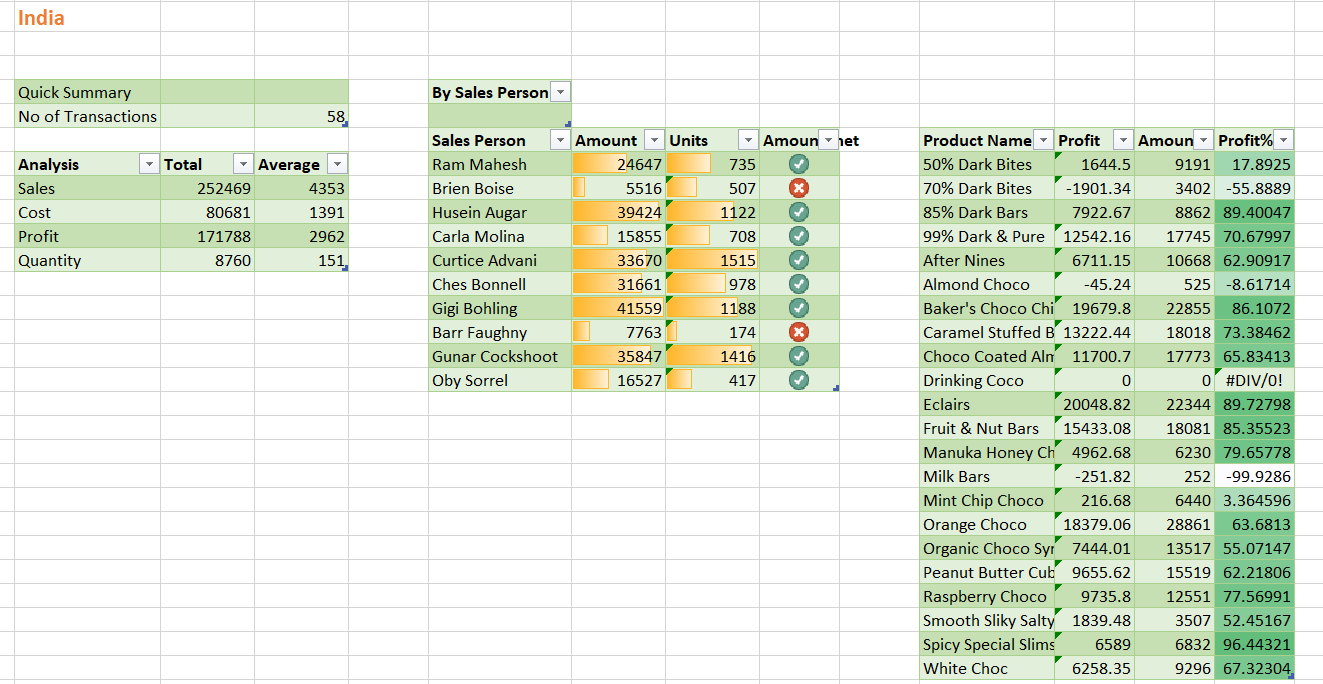 India
Quick Summary
No of Transactions 58
Analysis Total Average
Sales 252469 4353
Cost 80681 1391
Profit 171788 2962
Quantity 8760 151
By Sales Person
Sales Person Amount Units Amoun net
Ram Mahesh 24647 735
Brien Boise 5516 507
Husein Augar 39424 1122
Carla Molina 15855 708
Curtice Advani 33670 1515
Ches Bonnell 31661 978
Gigi Bohling 41559 1188
Barr Faughny 7763 174
Gunar Cockshoot 35847 1416
Oby Sorrel 16527 417
Product Name Profit Amoun Profit%
50% Dark Bites 1644.5 9191 17.8925
70% Dark Bites -1901.34 3402 -55.8889
85% Dark Bars 7922.67 8862 89.40047
99% Dark & Pure 12542.16 17745 70.67997
After Nines 6711.15 10668 62.90917
Almond Choco -45.24 525 -8.61714
Baker's Choco Chi 19679.8 22855 86.1072
Caramel Stuffed B 13222.44 18018 73.38462
Choco Coated Alm 11700.7 17773 65.83413
Drinking Coco 0 0 #DIV/0!
Eclairs 20048.82 22344 89.72798
Fruit & Nut Bars 15433.08 18081 85.35523
Manuka Honey Ch 4962.68 6230 79.65778
Milk Bars -251.82 252 -99.9286
Mint Chip Choco 216.68 6440 3.364596
Orange Choco 18379.06 28861 63.6813
Organic Choco Syr 7444.01 13517 55.07147
Peanut Butter Cub 9655.62 15519 62.21806
Raspberry Choco 9735.8 12551 77.56991
Smooth Sliky Salty 1839.48 3507 52.45167
Spicy Special Slims 6589 6832 96.44321
White Choc 6258.35 9296 67.32304